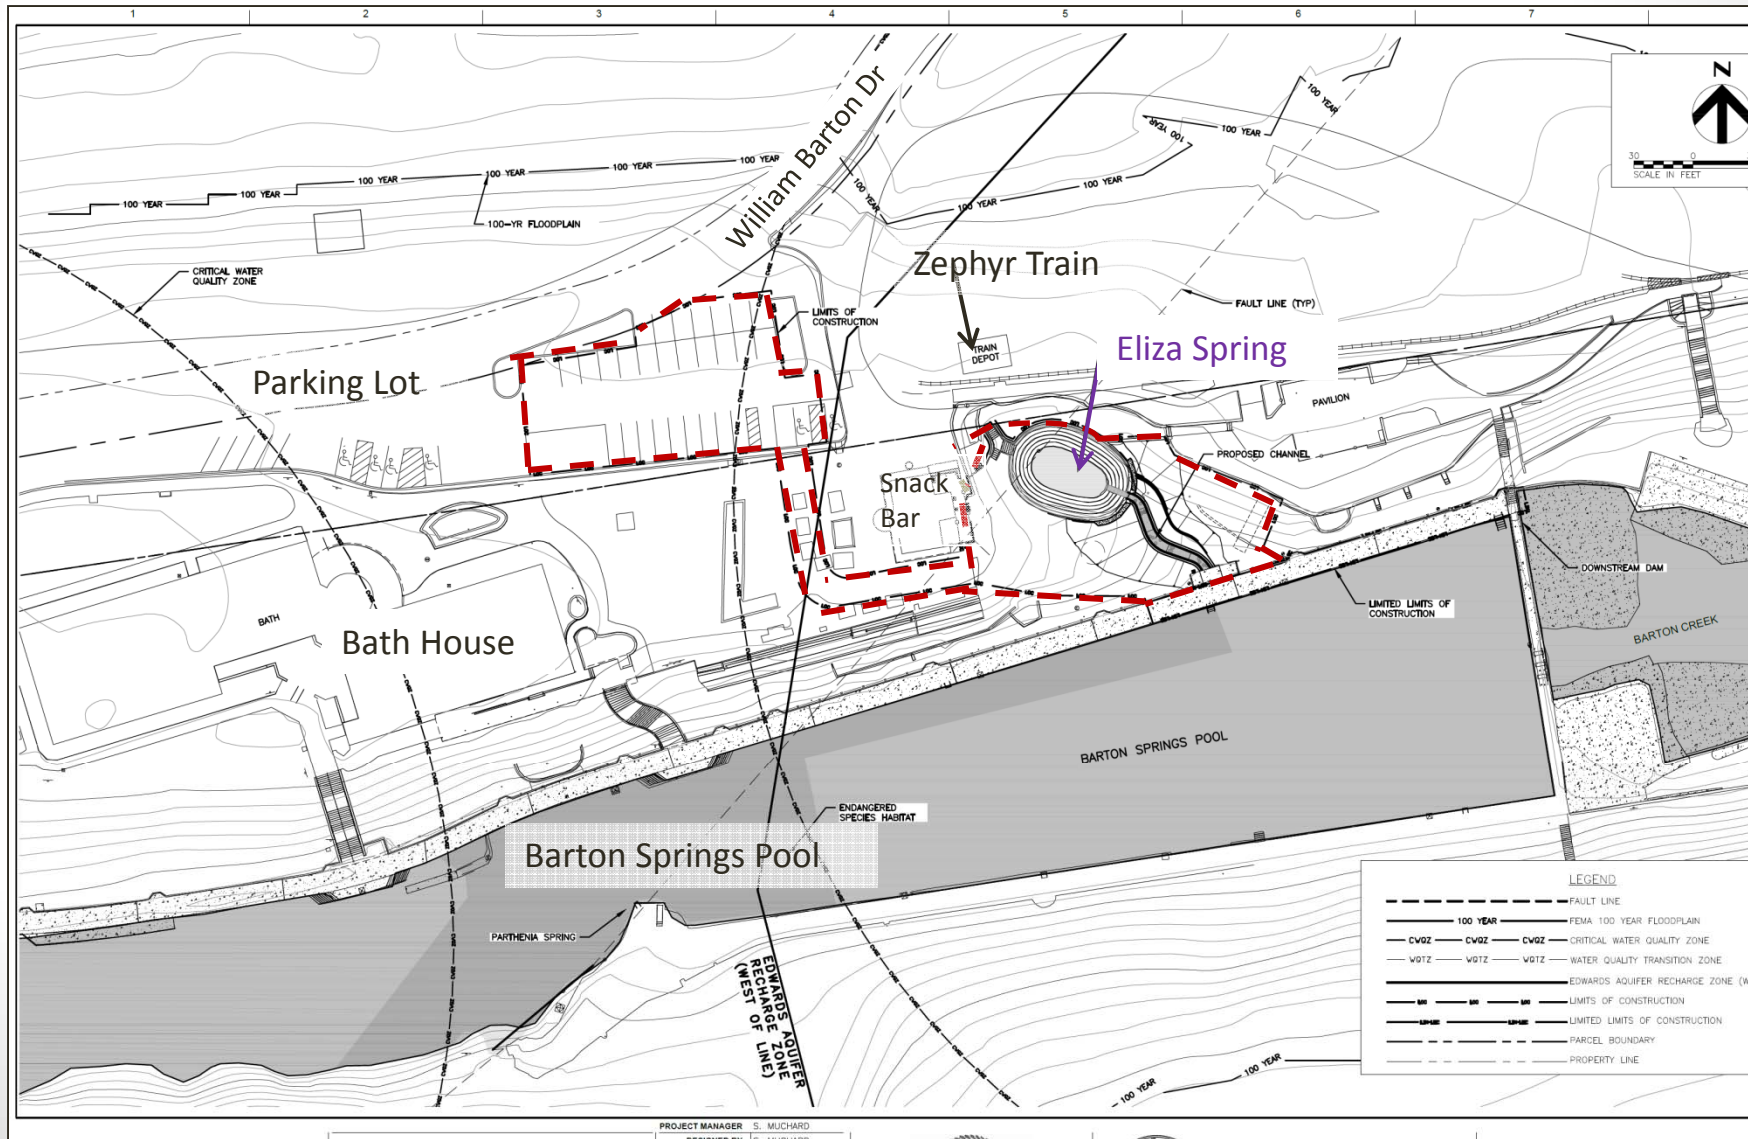 1 2 3 4 5 6 7
N
30 0
SCALE IN FEET
100 YEAR
100 YEAR
100 YEAR
100 YEAR
100 YEAR
100 YEAR
100-YR FLOODPLAIN
William Barton Dr
100 YEAR
100 YEAR
100 YEAR
100 YEAR
100 YEAR
100 YEAR
CRITICAL WATER
QUALITY ZONE
Zephyr Train
FAULT LINE (TYP)
LIMITS OF
CONSTRUCTION
TRAIN
DEPOT
Eliza Spring
Parking Lot
PAVILION
PROPOSED CHANNEL
Snack
Bar
DOWNSTREAM DAM
LIMITED LIMITS OF
CONSTRUCTION
BARTON CREEK
BATH
Bath House
BARTON SPRINGS POOL
ENDANGERED
SPECIES HABITAT
Barton Springs Pool
PARTHENIA SPRING
EDWARDS AQUIFER
RECHARGE ZONE
(WEST OF LINE)
100 YEAR
100 YEAR
LEGEND
FAULT LINE
100 YEAR FEMA 100 YEAR FLOODPLAIN
CWQZ CWQZ CWQZ CRITICAL WATER QUALITY ZONE
WQTZ WQTZ WQTZ WATER QUALITY TRANSITION ZONE
EDWARDS AQUIFER RECHARGE ZONE (W
LOC LOC LOC LIMITS OF CONSTRUCTION
LIMITED LIMITS OF CONSTRUCTION
PARCEL BOUNDARY
PROPERTY LINE
PROJECT MANAGER S. MUCHARD